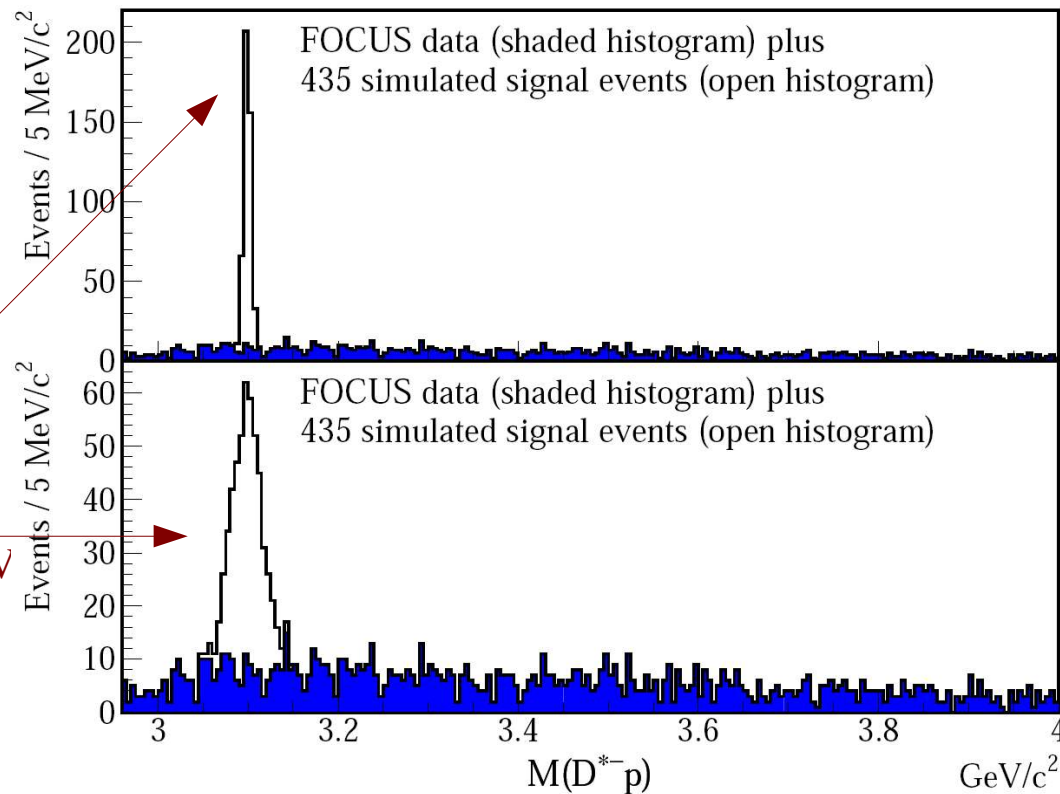 Events / 5 MeV/c²
200
150
100
50
0
FOCUS data (shaded histogram) plus
435 simulated signal events (open histogram)
Events / 5 MeV/c²
60
50
40
30
20
10
0
FOCUS data (shaded histogram) plus
435 simulated signal events (open histogram)
3 3.2 3.4 3.6 3.8 4
M(D*⁻p)
GeV/c²